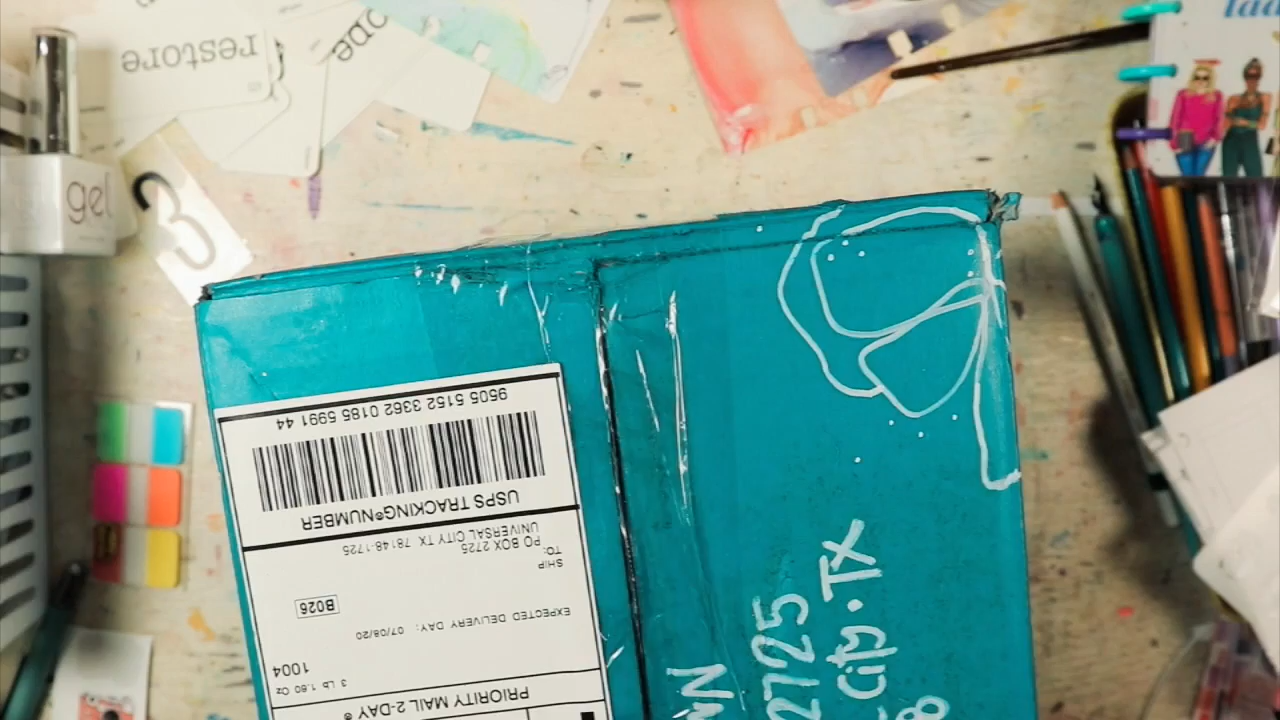 restore
gel
3
PRIORITY MAIL 2-DAY ®
3 Lb 1.60 Oz
1004
EXPECTED DELIVERY DAY: 07/08/20
B026
SHIP
TO:
PO BOX 2725
UNIVERSAL CITY TX 78148-1725
USPS TRACKING® NUMBER
9505 5152 3362 0185 5991 44
2725
City · TX
8